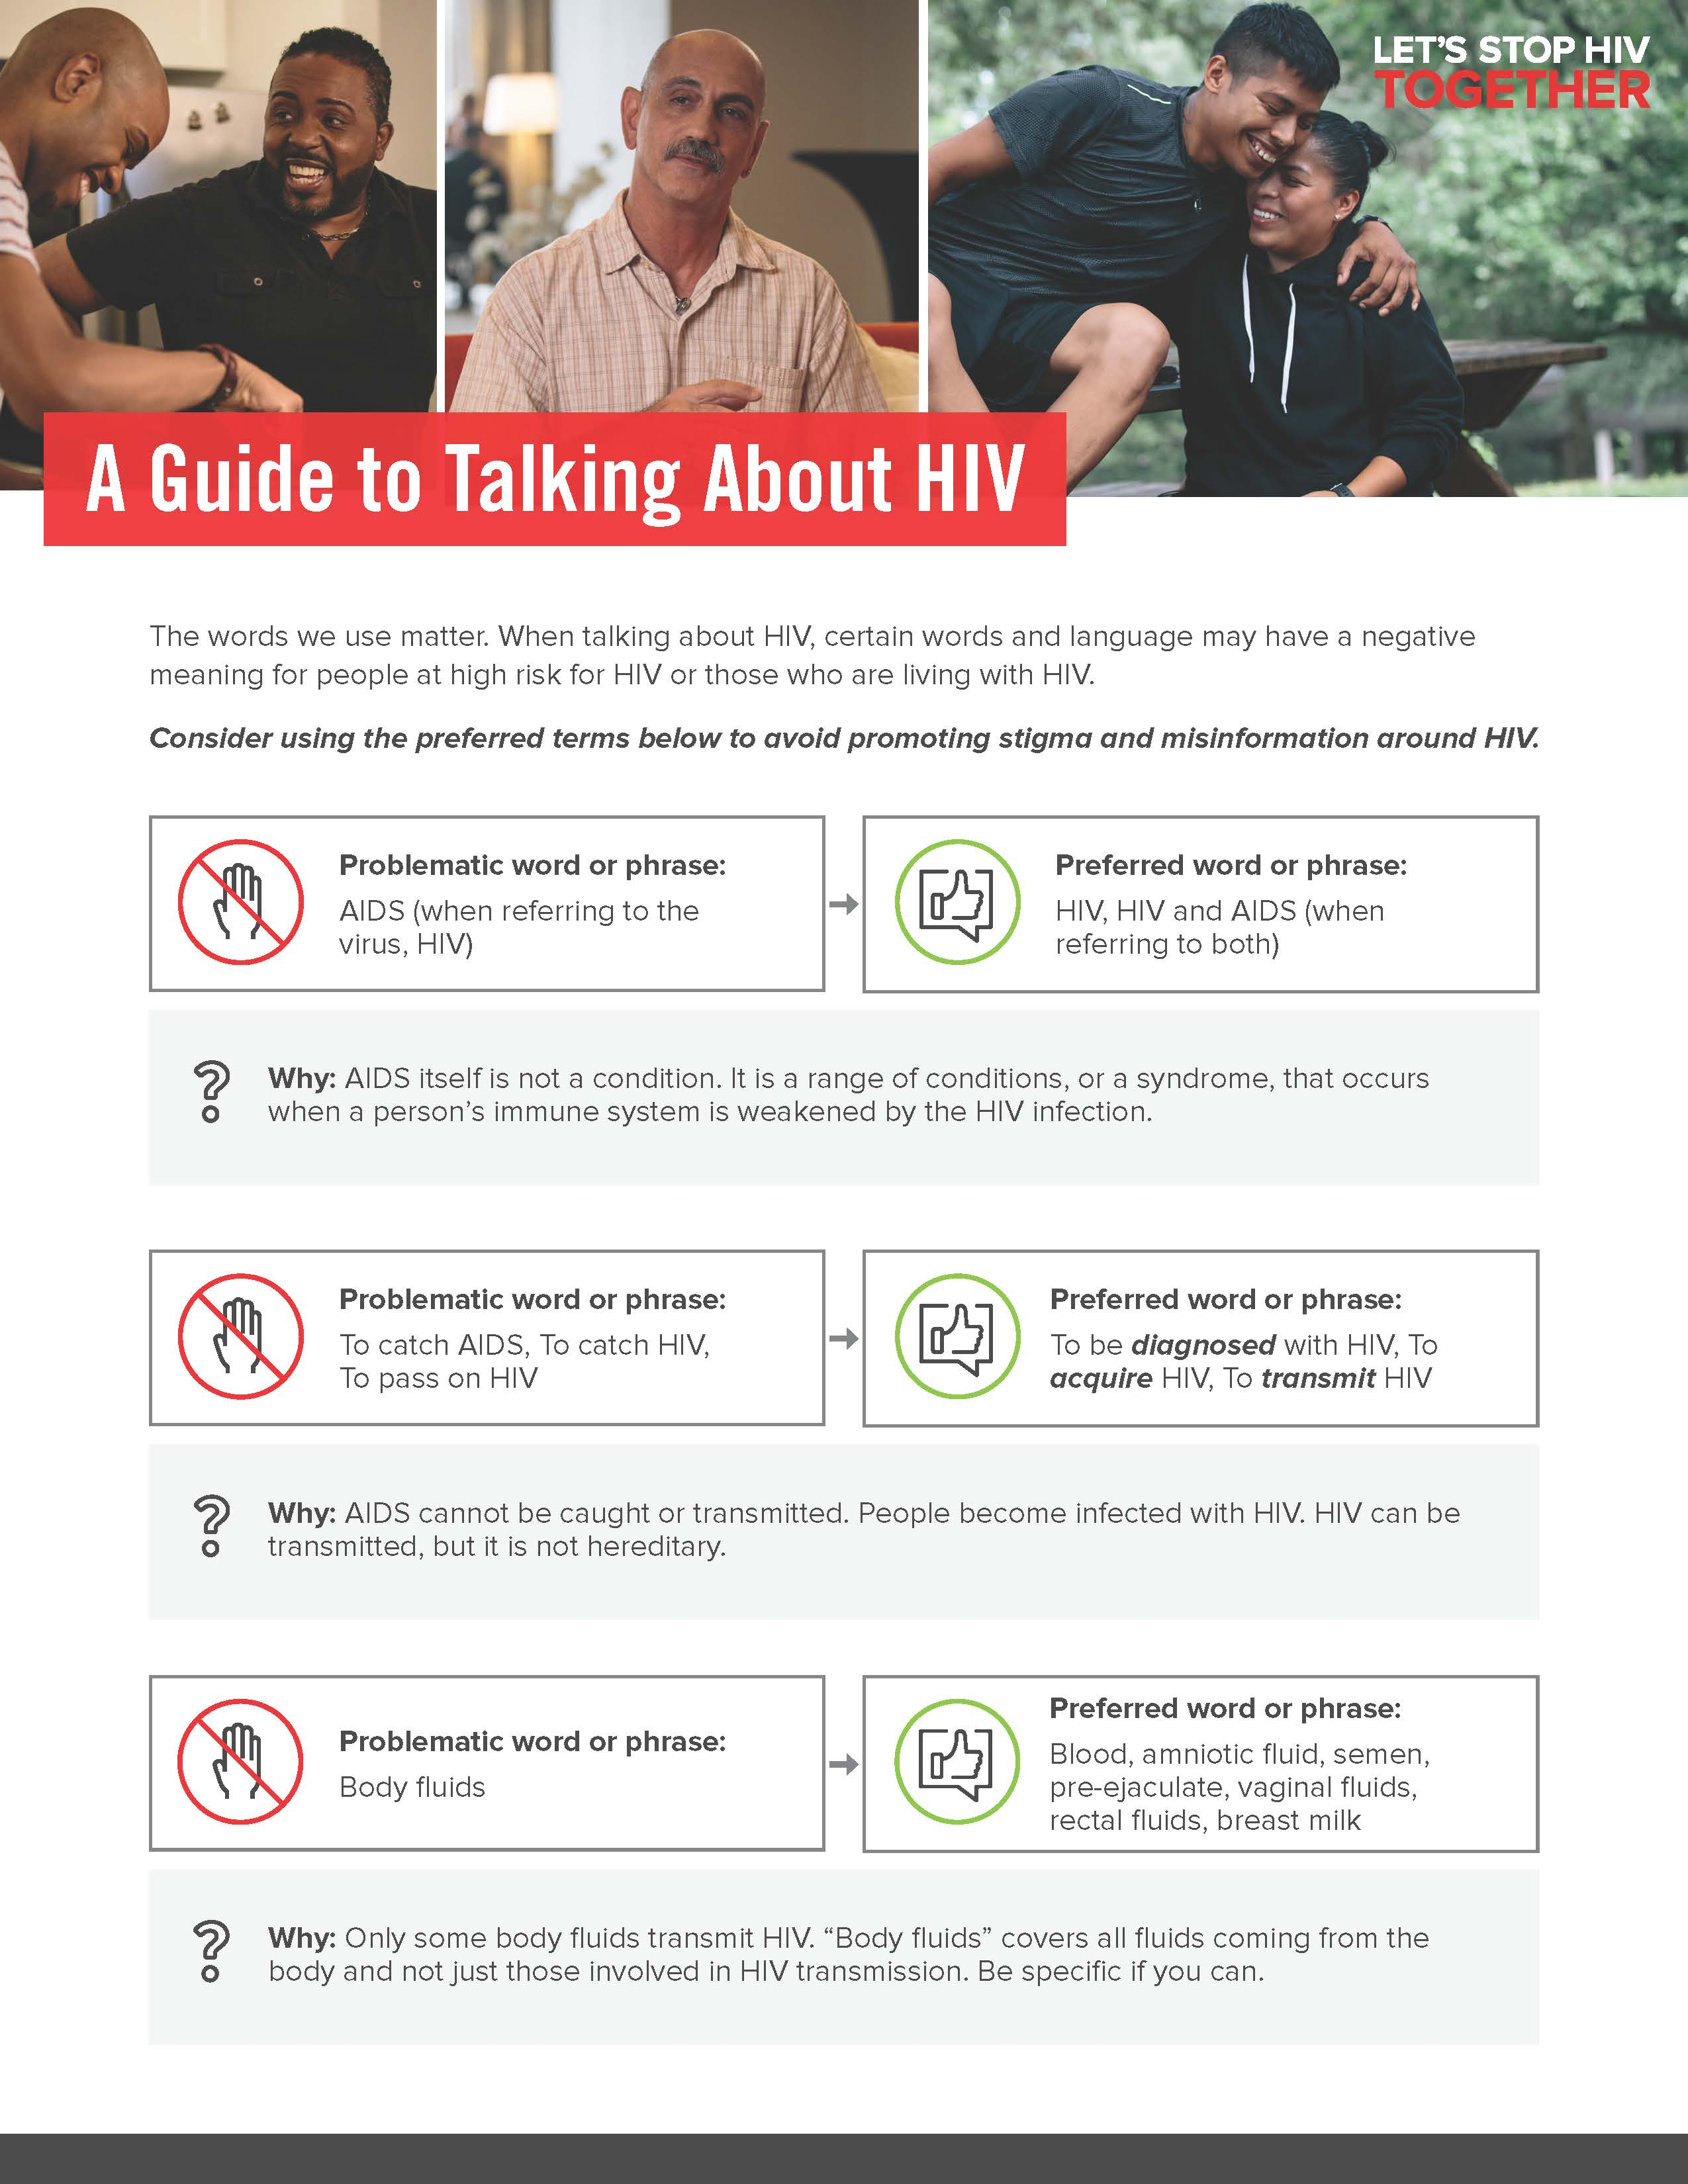 LET'S STOP HIV
TOGETHER
A Guide to Talking About HIV
The words we use matter. When talking about HIV, certain words and language may have a negative
meaning for people at high risk for HIV or those who are living with HIV.
Consider using the preferred terms below to avoid promoting stigma and misinformation around HIV.
Problematic word or phrase:
AIDS (when referring to the
virus, HIV)
Preferred word or phrase:
HIV, HIV and AIDS (when
referring to both)
Why: AIDS itself is not a condition. It is a range of conditions, or a syndrome, that occurs
when a person's immune system is weakened by the HIV infection.
Problematic word or phrase:
To catch AIDS, To catch HIV,
To pass on HIV
Preferred word or phrase:
To be diagnosed with HIV, To
acquire HIV, To transmit HIV
Why: AIDS cannot be caught or transmitted. People become infected with HIV. HIV can be
transmitted, but it is not hereditary.
Problematic word or phrase:
Body fluids
Preferred word or phrase:
Blood, amniotic fluid, semen,
pre-ejaculate, vaginal fluids,
rectal fluids, breast milk
Why: Only some body fluids transmit HIV. “Body fluids” covers all fluids coming from the
body and not just those involved in HIV transmission. Be specific if you can.